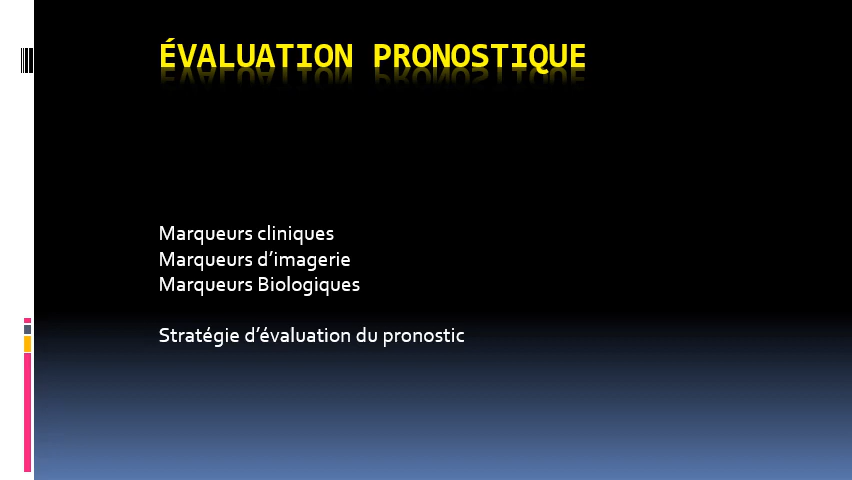 ÉVALUATION PRONOSTIQUE
Marqueurs cliniques
Marqueurs d’imagerie
Marqueurs Biologiques
Stratégie d’évaluation du pronostic